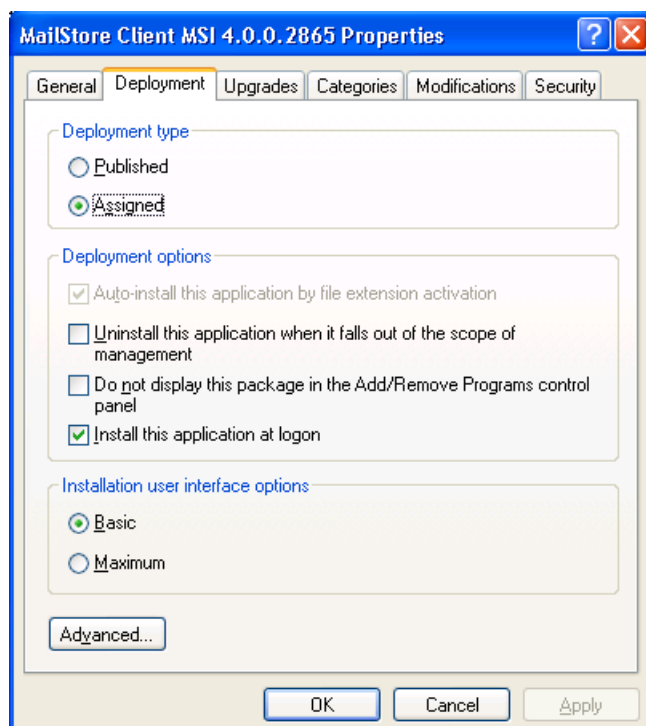 MailStore Client MSI 4.0.0.2865 Properties
General Deployment Upgrades Categories Modifications Security
Deployment type
Published
Assigned
Deployment options
Auto-install this application by file extension activation
Uninstall this application when it falls out of the scope of
management
Do not display this package in the Add/Remove Programs control
panel
Install this application at logon
Installation user interface options
Basic
Maximum
Advanced...
OK Cancel Apply